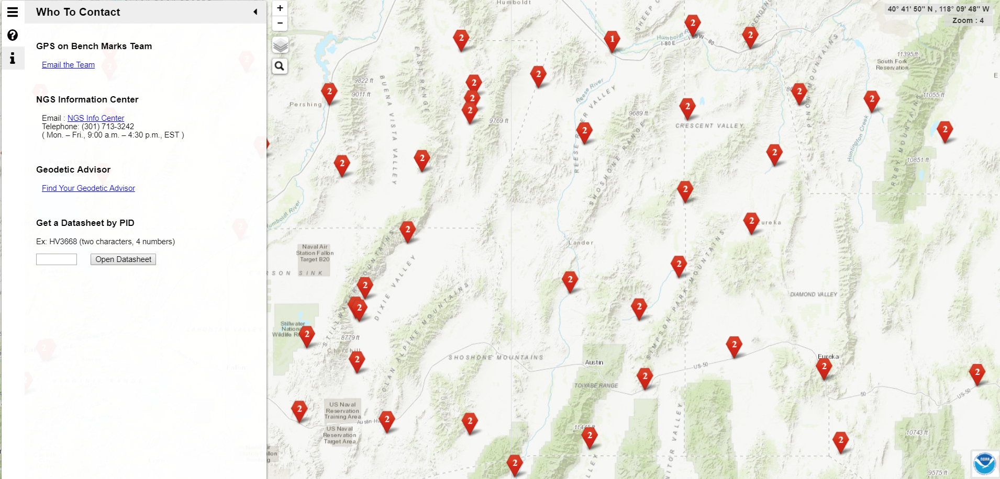 Who To Contact
GPS on Bench Marks Team
Email the Team
NGS Information Center
Email : NGS Info Center
Telephone: (301) 713-3242
( Mon. – Fri., 9:00 a.m. – 4:30 p.m., EST )
Geodetic Advisor
Find Your Geodetic Advisor
Get a Datasheet by PID
Ex: HV3668 (two characters, 4 numbers)
Open Datasheet
+
−
40° 41' 50" N , 118° 09' 48" W
Zoom : 4
Humboldt
SHEEP
2
2
1
2
Humboldt R
I-80 E
I-80 W
80
11395 ft
South Fork
Reservation
E
EAST RANGE
BUENA VISTA VALLEY
9822 ft
9011 ft
Pershing
2
2
2
2
2
9769 ft
Reese River
REESE RIVER VALLEY
2
9689 ft
2
CRESCENT VALLEY
SHOSHONE RANGE
PINON MOUNTAINS
2
2
11055 ft
2
Huntington Creek
RUBY MOUNTAINS
10851 ft
2
2
2
2
2
Eureka
Humboldt River
2
Lander
Naval Air
Station Fallon
Target B20
CARSON SINK
STILLWATER MOUNTAINS
DIXIE VALLEY
2
2
2
SIMPSON PARK MOUNTAINS
DIAMOND VALLEY
2
2
Stillwater
National
Wildlife R
2
8779 ft
Churchill
2
CLAN ALPINE MOUNTAINS
SHOSHONE MOUNTAINS
Austin
TOIYABE RANGE
2
2
US-50
Eureka
2
50
US-50
2
2
US Naval
Reservation
Training Area
Austin-H
US Naval
Reservation
Target Area
2
2
11445 ft
2
2
MONITOR VALLEY
VALLEY
10743 ft
2
9575 ft
NOAA